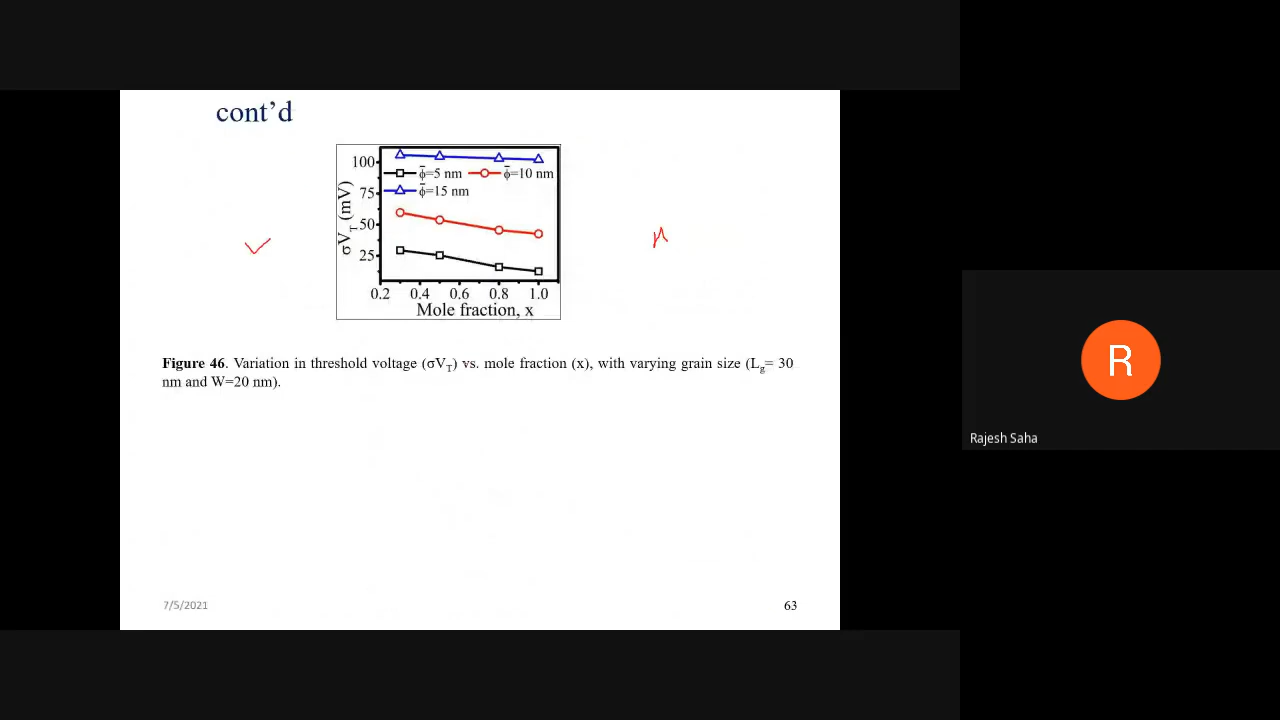 cont’d
100
75
50
25
σV_T (mV)
ϕ̄=5 nm
ϕ̄=10 nm
ϕ̄=15 nm
0.2 0.4 0.6 0.8 1.0
Mole fraction, x
Figure 46. Variation in threshold voltage (σV_T) vs. mole fraction (x), with varying grain size (L_g= 30
nm and W=20 nm).
7/5/2021
63
R
Rajesh Saha